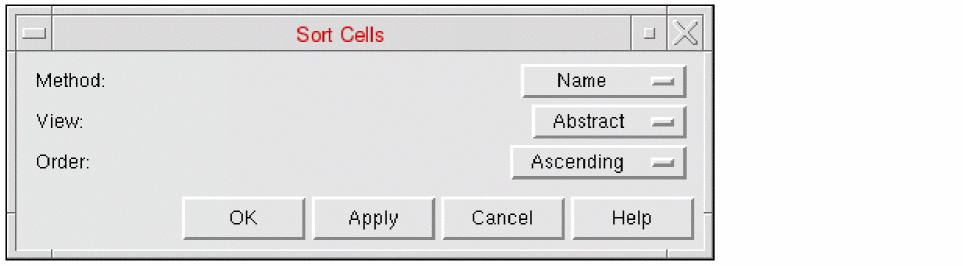 Sort Cells
Method: Name
View: Abstract
Order: Ascending
OK Apply Cancel Help